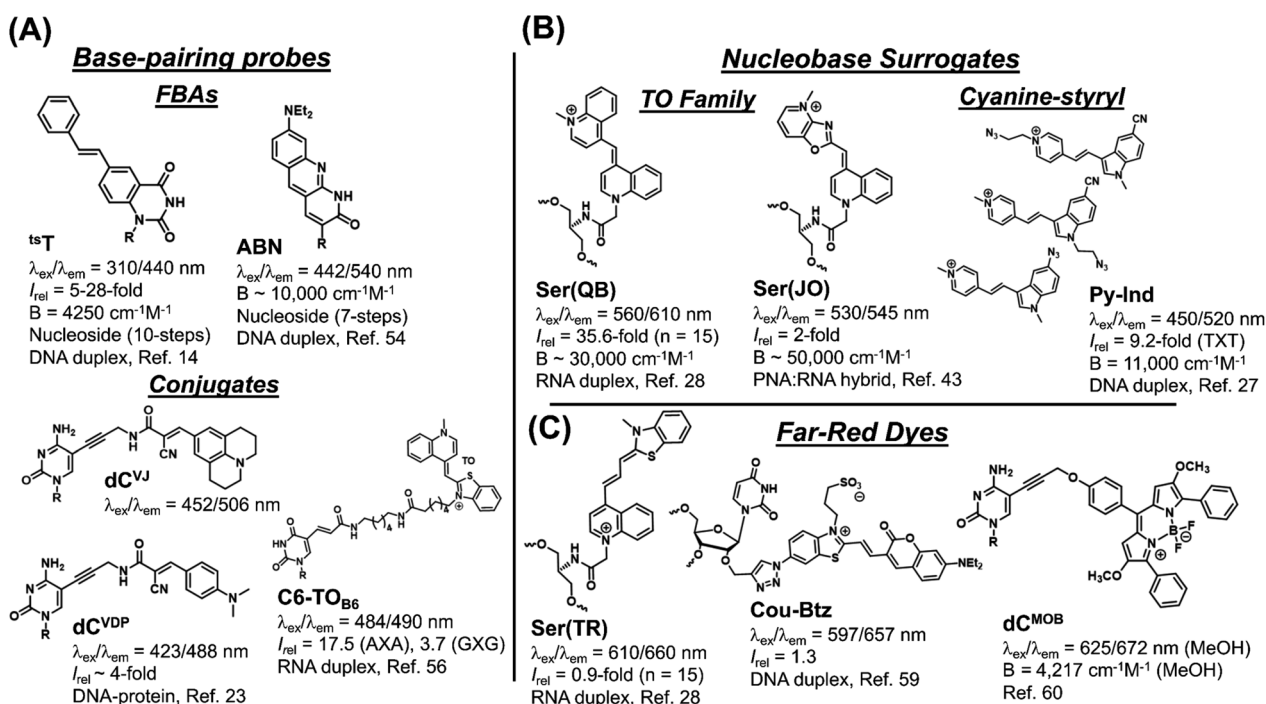 (A)
Base-pairing probes
FBAs
tsT
λex/λem = 310/440 nm
Irel = 5-28-fold
B = 4250 cm-1M-1
Nucleoside (10-steps)
DNA duplex, Ref. 14
ABN
λex/λem = 442/540 nm
B ~ 10,000 cm-1M-1
Nucleoside (7-steps)
DNA duplex, Ref. 54
Conjugates
dCVJ
λex/λem = 452/506 nm
dCVDP
λex/λem = 423/488 nm
Irel ~ 4-fold
DNA-protein, Ref. 23
TO
C6-TOB6
λex/λem = 484/490 nm
Irel = 17.5 (AXA), 3.7 (GXG)
RNA duplex, Ref. 56
(B)
Nucleobase Surrogates
TO Family
Ser(QB)
λex/λem = 560/610 nm
Irel = 35.6-fold (n = 15)
B ~ 30,000 cm-1M-1
RNA duplex, Ref. 28
Ser(JO)
λex/λem = 530/545 nm
Irel = 2-fold
B ~ 50,000 cm-1M-1
PNA:RNA hybrid, Ref. 43
Cyanine-styryl
Py-Ind
λex/λem = 450/520 nm
Irel = 9.2-fold (TXT)
B = 11,000 cm-1M-1
DNA duplex, Ref. 27
(C)
Far-Red Dyes
Ser(TR)
λex/λem = 610/660 nm
Irel = 0.9-fold (n = 15)
RNA duplex, Ref. 28
Cou-Btz
λex/λem = 597/657 nm
Irel = 1.3
DNA duplex, Ref. 59
dCMOB
λex/λem = 625/672 nm (MeOH)
B = 4,217 cm-1M-1 (MeOH)
Ref. 60